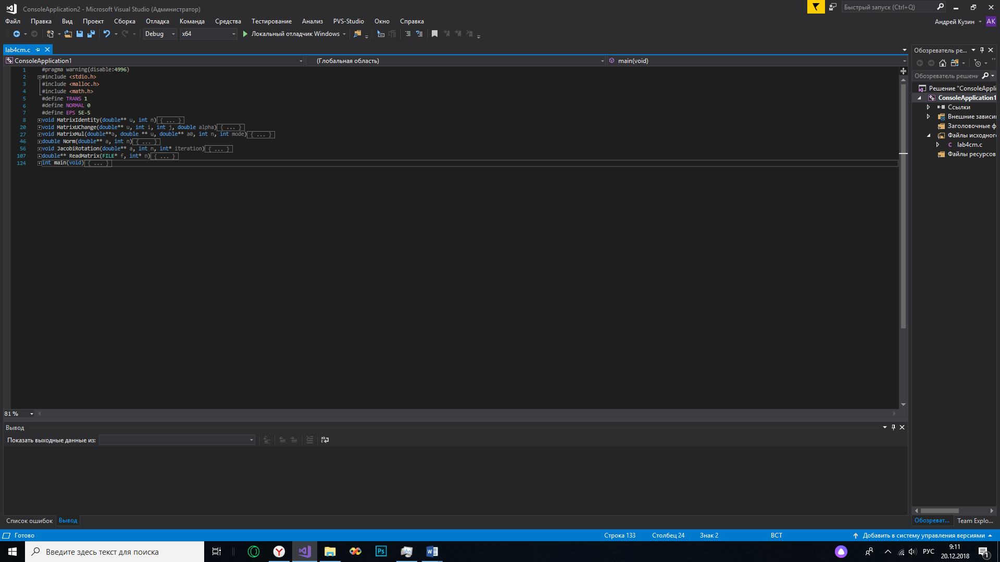 ConsoleApplication2 - Microsoft Visual Studio (Администратор)
Быстрый запуск (Ctrl+Q)
Файл Правка Вид Проект Сборка Отладка Команда Средства Тестирование Анализ PVS-Studio Окно Справка
Андрей Кузин AK
Debug x64 Локальный отладчик Windows
lab4cm.c
Обозреватель ре...
ConsoleApplication1 (Глобальная область) main(void)
Обозреватель решени
1 #pragma warning(disable:4996)
2 #include <stdio.h>
3 #include <malloc.h>
4 #include <math.h>
5 #define TRANS 1
6 #define NORMAL 0
7 #define EPS 5E-5
8 void MatrixIdentity(double** u, int n) { ... }
20 void MatrixUChange(double** u, int i, int j, double alpha) { ... }
27 void MatrixMul(double**a, double ** u, double** a0, int n, int mode) { ... }
46 double Norm(double** a, int n) { ... }
56 void JacobiRotation(double** a, int n, int* iteration) { ... }
107 double** ReadMatrix(FILE* f, int* n) { ... }
124 int main(void) { ... }
Решение "ConsoleAppli
ConsoleApplication1
Ссылки
Внешние зависи
Заголовочные ф
Файлы исходного
lab4cm.c
Файлы ресурсов
81 %
Вывод
Показать выходные данные из:
Список ошибок Вывод
Обозреват... Team Explo...
Готово Строка 133 Столбец 24 Знак 2 ВСТ Добавить в систему управления версиями
Введите здесь текст для поиска
Ps
РУС
9:11
20.12.2018
1